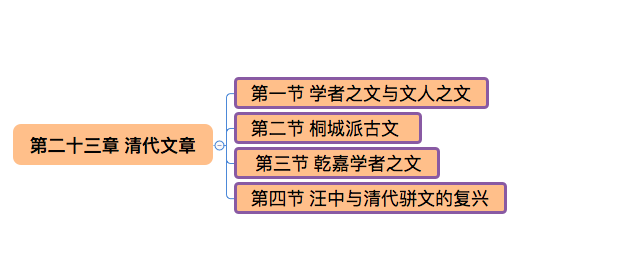 第二十三章 清代文章
第一节 学者之文与文人之文
第二节 桐城派古文
第三节 乾嘉学者之文
第四节 汪中与清代骈文的复兴